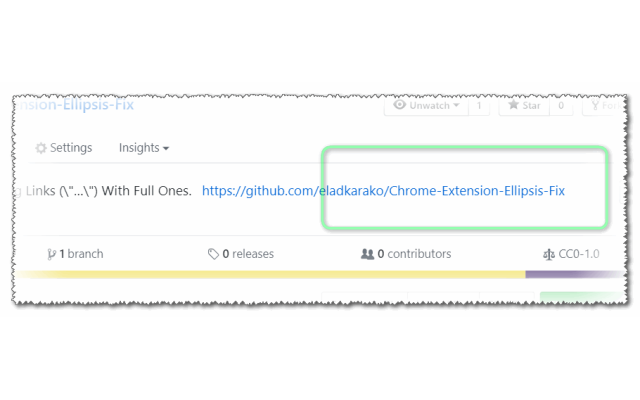 nsion-Ellipsis-Fix
Unwatch 1 Star 0
Settings Insights
Links (\"...\") With Full Ones. https://github.com/eladkarako/Chrome-Extension-Ellipsis-Fix
1 branch 0 releases 0 contributors CC0-1.0